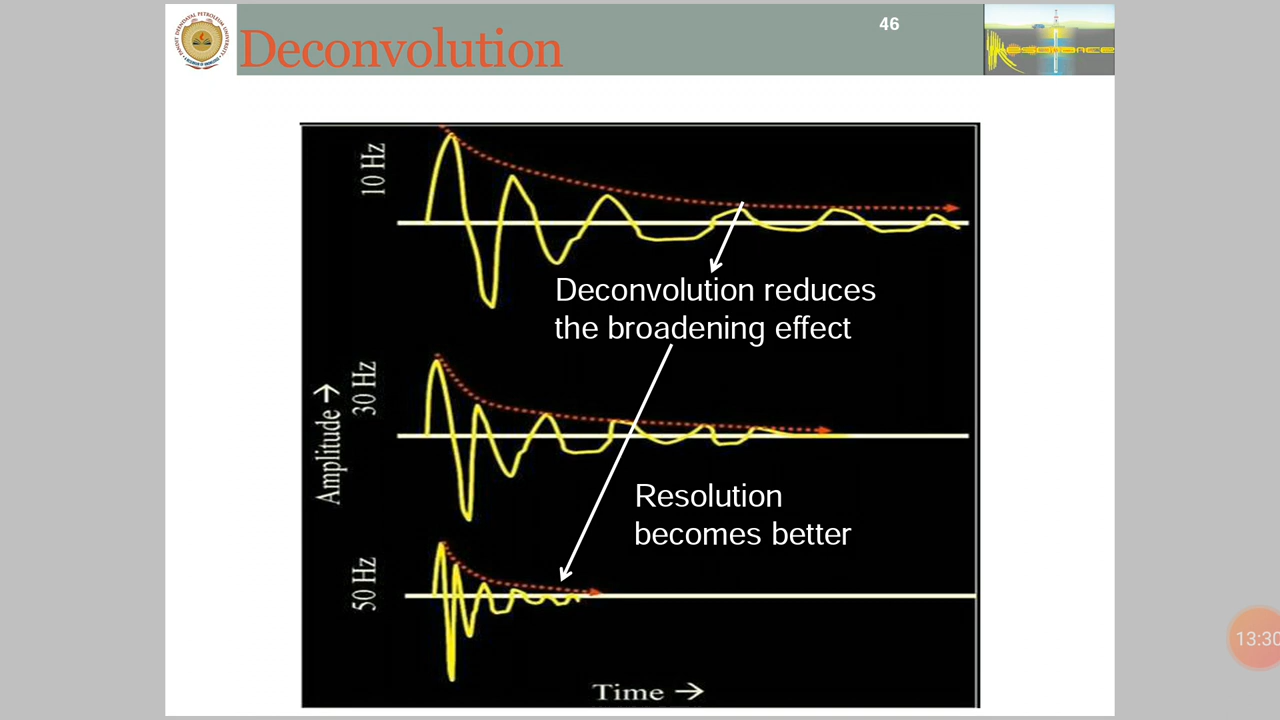 46
Deconvolution
Resonance
10 Hz
Deconvolution reduces
the broadening effect
30 Hz
Amplitude →
Resolution
becomes better
50 Hz
Time →
13:30